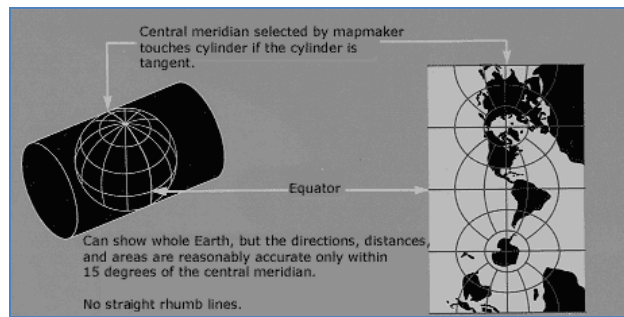 Central meridian selected by mapmaker
touches cylinder if the cylinder is
tangent.
Equator
Can show whole Earth, but the directions, distances,
and areas are reasonably accurate only within
15 degrees of the central meridian.
No straight rhumb lines.